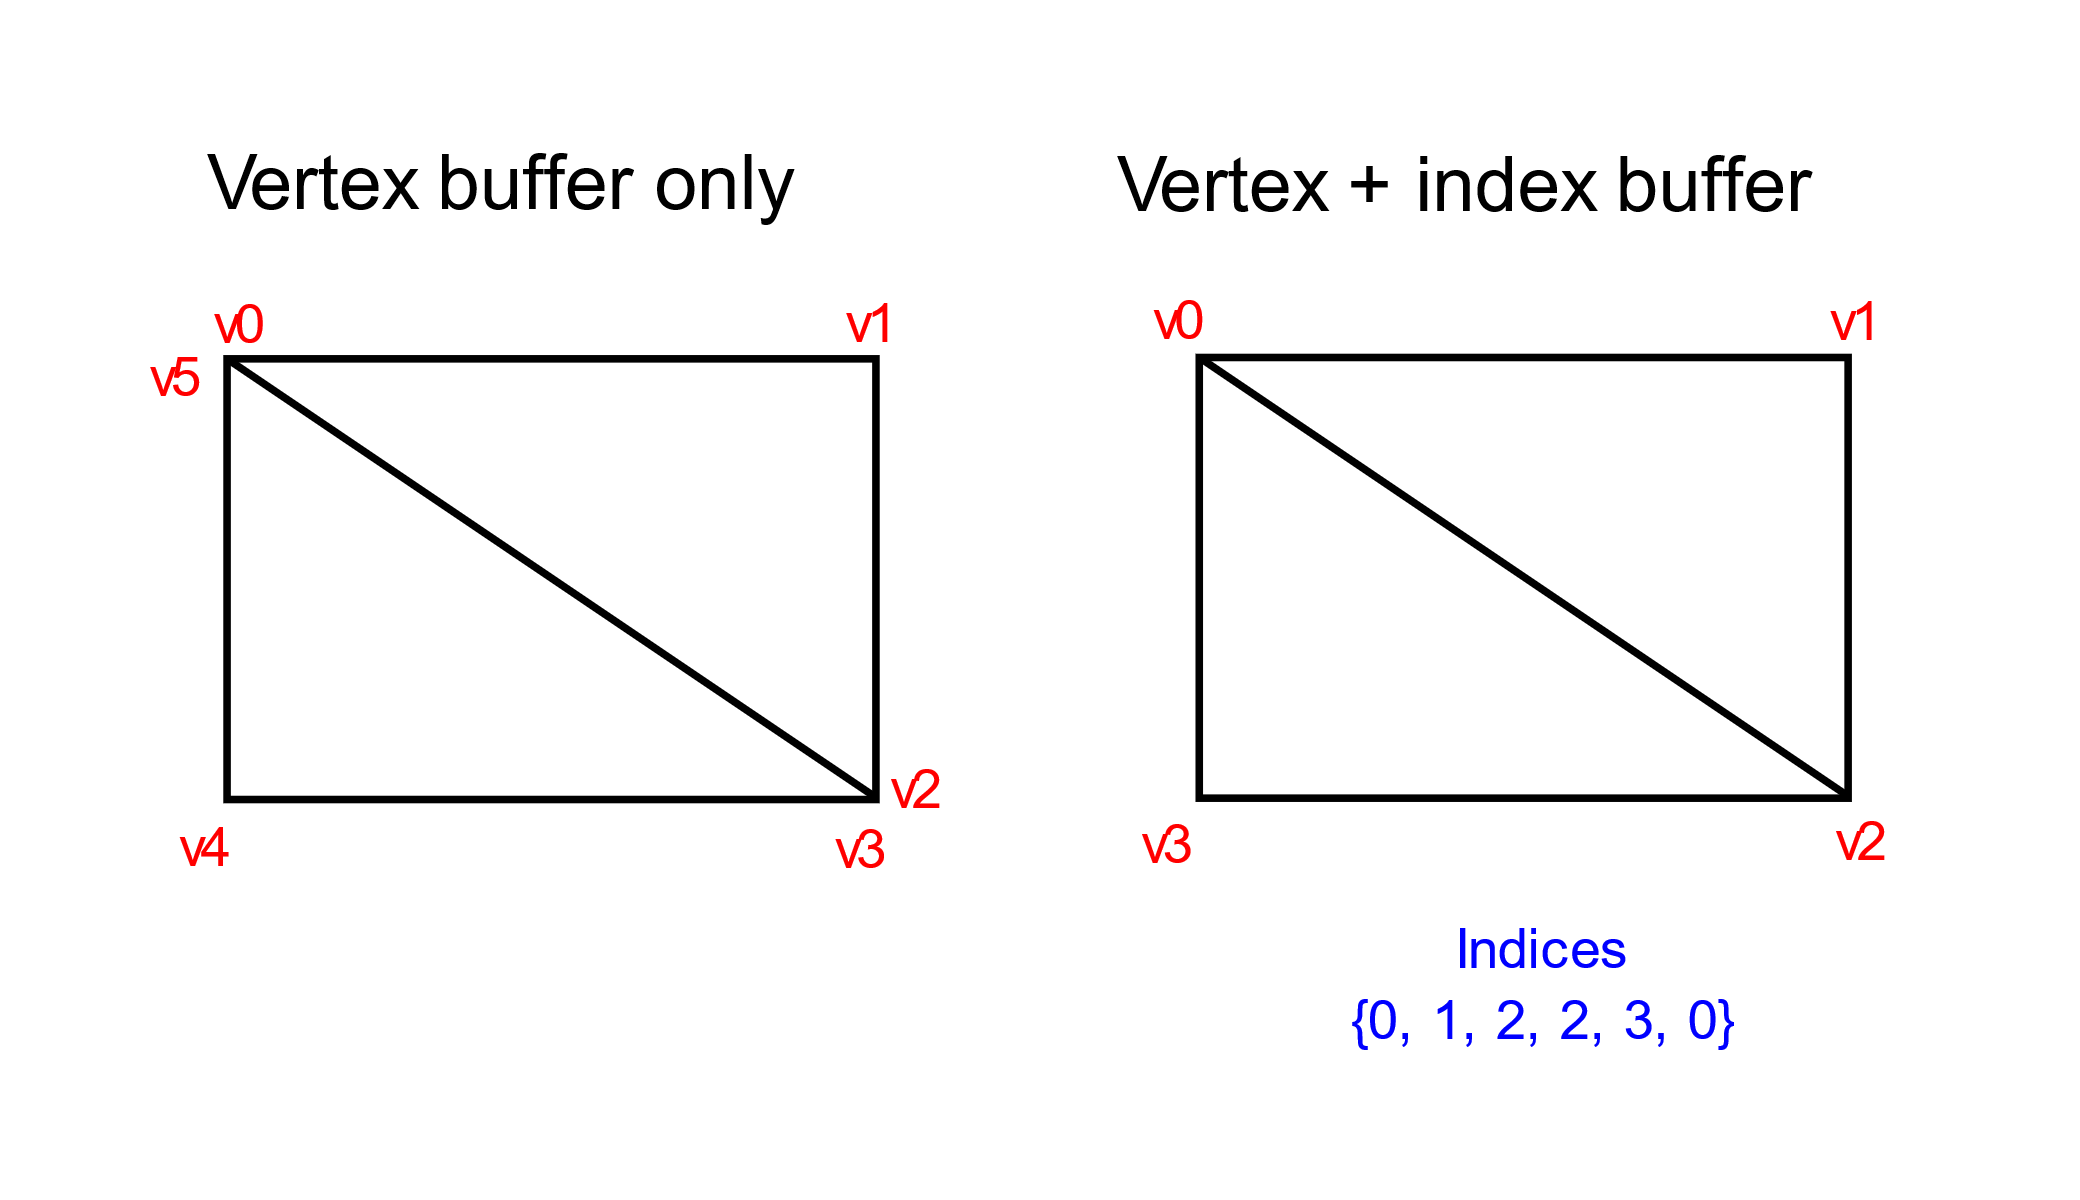 Vertex buffer only
v0
v1
v5
v2
v4
v3
Vertex + index buffer
v0
v1
v3
v2
Indices
{0, 1, 2, 2, 3, 0}